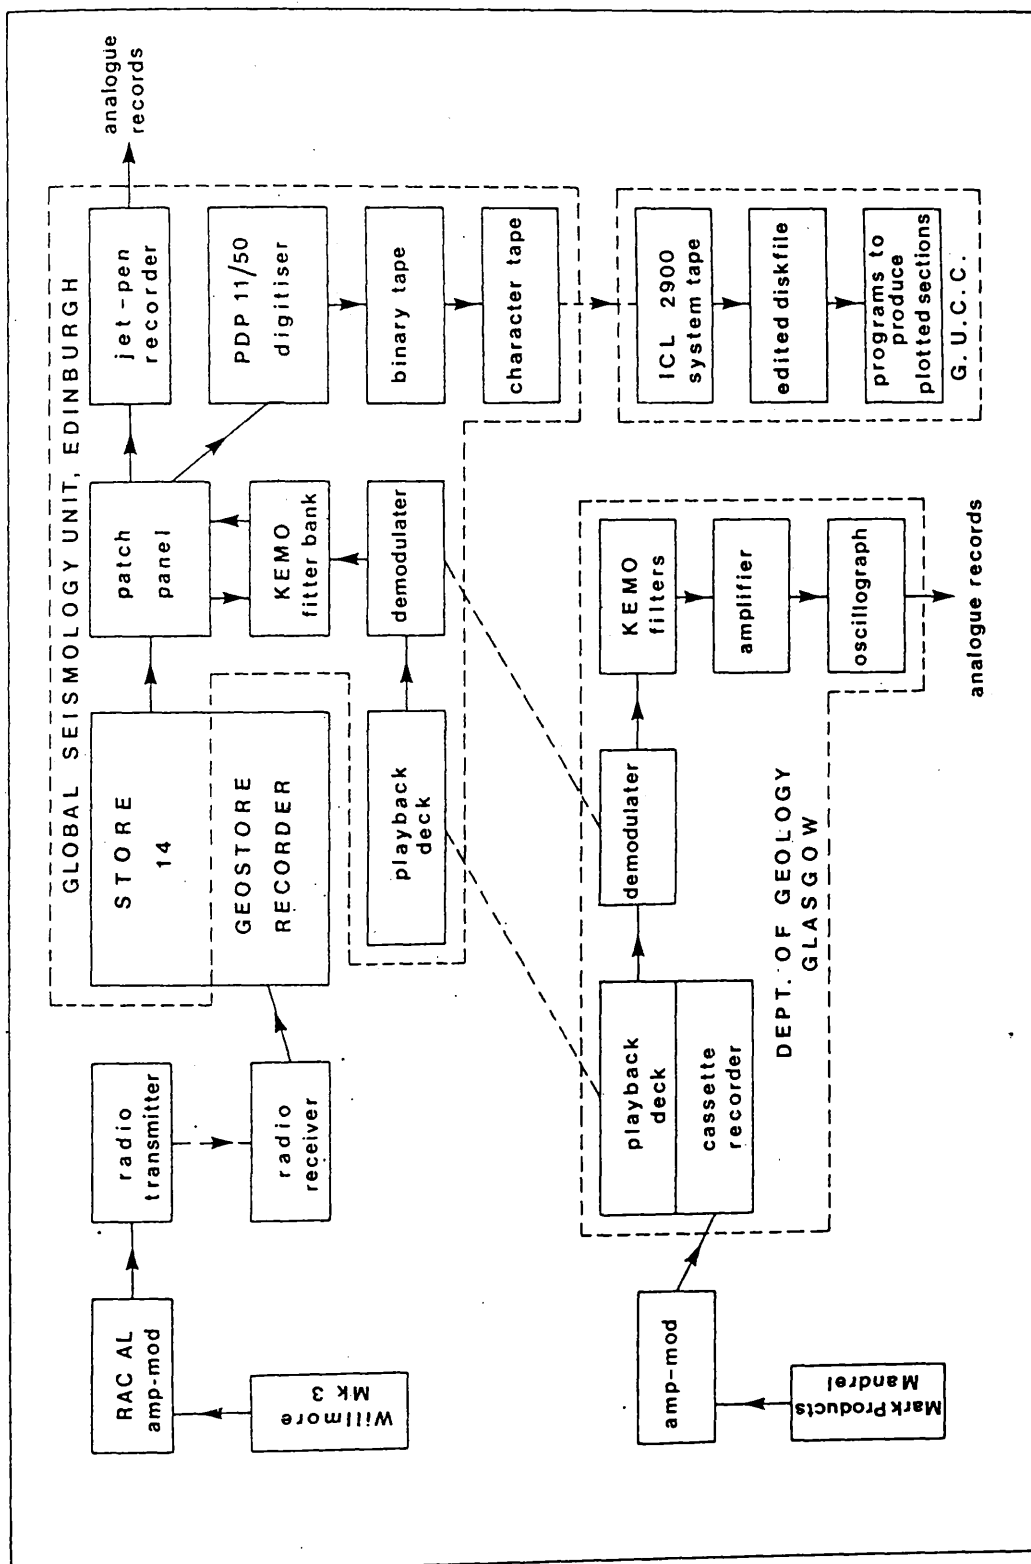 GLOBAL SEISMOLOGY UNIT, EDINBURGH
RACAL
amp-mod
Willmore
Mk 3
radio
transmitter
radio
receiver
STORE
14
GEOSTORE
RECORDER
playback
deck
patch
panel
KEMO
fitter bank
demodulater
jet-pen
recorder
analogue
records
PDP 11/50
digitiser
binary tape
character tape
ICL 2900
system tape
edited diskfile
programs to
produce
plotted sections
G. U. C. C.
amp-mod
Mark Products
Mandrel
playback
deck
cassette
recorder
demodulater
KEMO
filters
amplifier
oscillograph
analogue records
DEPT. OF GEOLOGY
GLASGOW